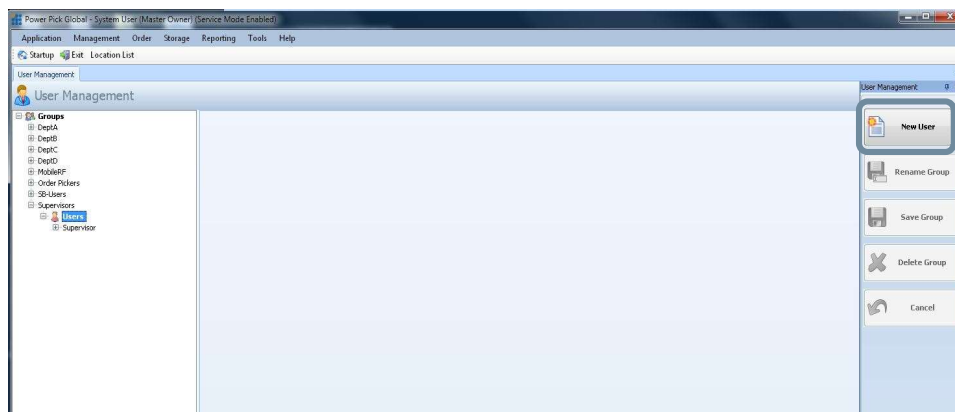 Power Pick Global - System User (Master Owner) (Service Mode Enabled)
Application Management Order Storage Reporting Tools Help
Startup Exit Location List
User Management
User Management
User Management
Groups
DeptA
DeptB
DeptC
DeptD
MobileRF
Order Pickers
SB-Users
Supervisors
Users
Supervisor
New User
Rename Group
Save Group
Delete Group
Cancel